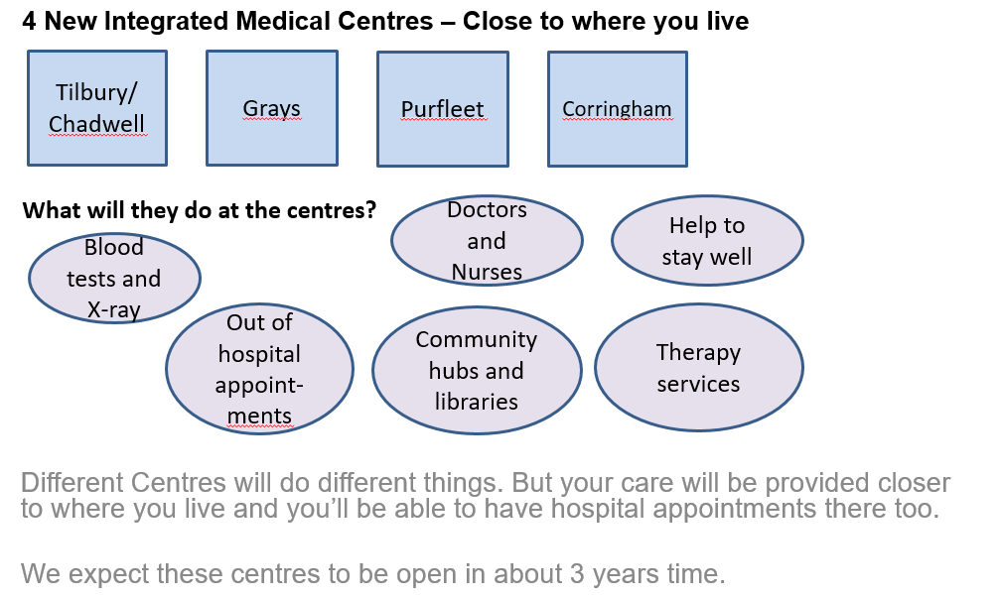 4 New Integrated Medical Centres – Close to where you live
Tilbury/
Chadwell
Grays
Purfleet
Corringham
What will they do at the centres?
Blood
tests and
X-ray
Doctors
and
Nurses
Help to
stay well
Out of
hospital
appoint-
ments
Community
hubs and
libraries
Therapy
services
Different Centres will do different things. But your care will be provided closer
to where you live and you’ll be able to have hospital appointments there too.
We expect these centres to be open in about 3 years time.